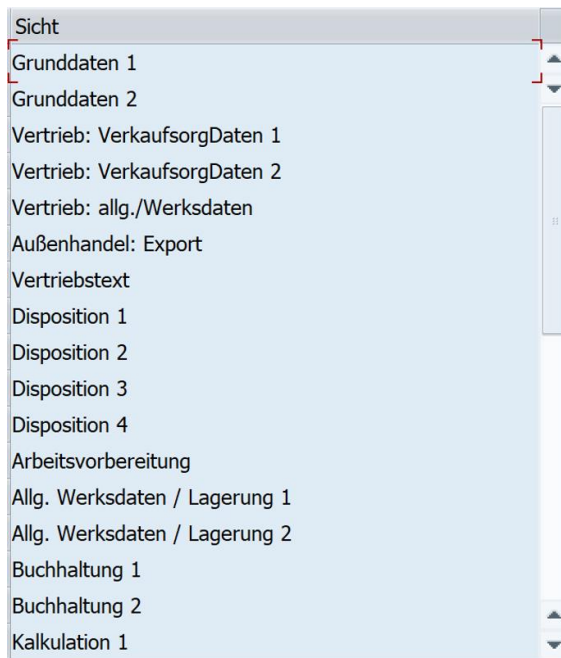 Sicht
Grunddaten 1
Grunddaten 2
Vertrieb: VerkaufsorgDaten 1
Vertrieb: VerkaufsorgDaten 2
Vertrieb: allg./Werksdaten
Außenhandel: Export
Vertriebstext
Disposition 1
Disposition 2
Disposition 3
Disposition 4
Arbeitsvorbereitung
Allg. Werksdaten / Lagerung 1
Allg. Werksdaten / Lagerung 2
Buchhaltung 1
Buchhaltung 2
Kalkulation 1